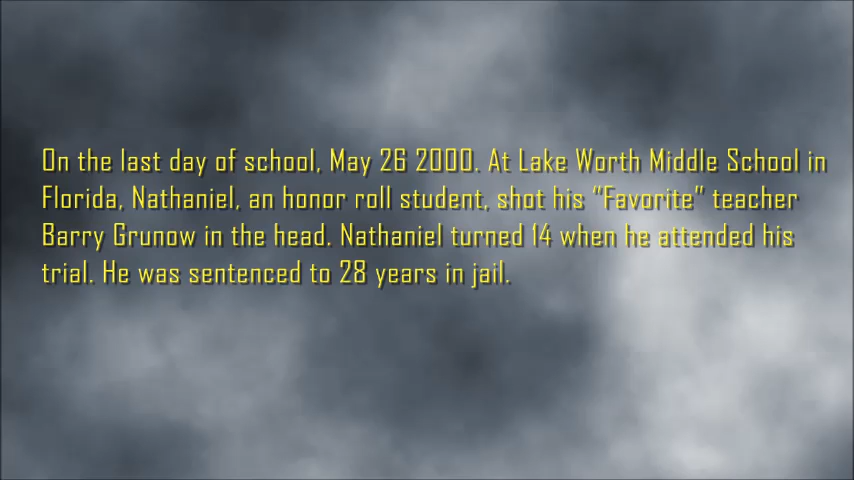 On the last day of school, May 26 2000. At Lake Worth Middle School in
Florida, Nathaniel, an honor roll student, shot his “Favorite” teacher
Barry Grunow in the head. Nathaniel turned 14 when he attended his
trial. He was sentenced to 28 years in jail.